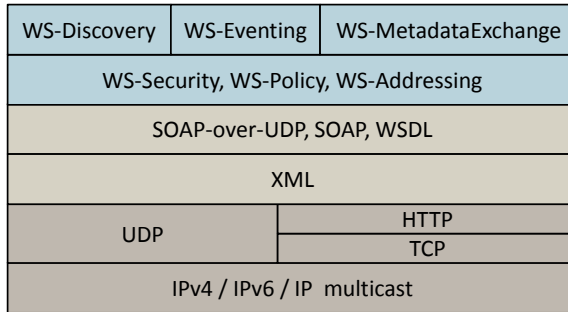 WS-Discovery WS-Eventing WS-MetadataExchange
WS-Security, WS-Policy, WS-Addressing
SOAP-over-UDP, SOAP, WSDL
XML
UDP
HTTP
TCP
IPv4 / IPv6 / IP multicast